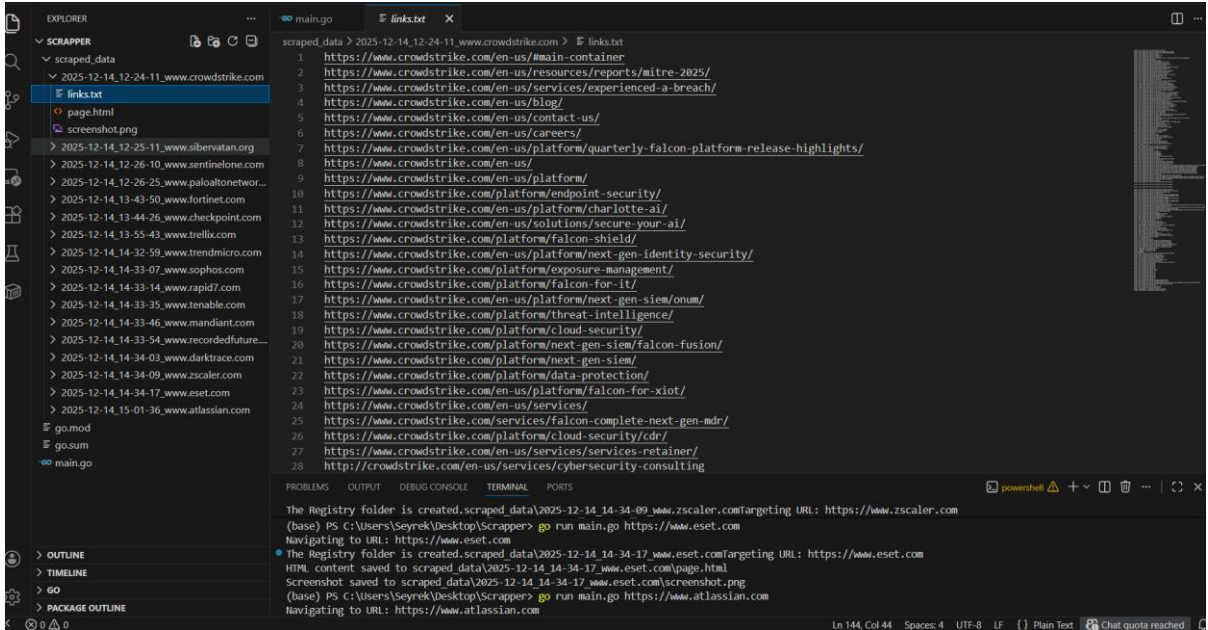 EXPLORER
SCRAPPER
scraped_data
2025-12-14_12-24-11_www.crowdstrike.com
links.txt
page.html
screenshot.png
2025-12-14_12-25-11_www.sibervatan.org
2025-12-14_12-26-10_www.sentinelone.com
2025-12-14_12-26-25_www.paloaltonetwor...
2025-12-14_13-43-50_www.fortinet.com
2025-12-14_13-44-26_www.checkpoint.com
2025-12-14_13-55-43_www.trellix.com
2025-12-14_14-32-59_www.trendmicro.com
2025-12-14_14-33-07_www.sophos.com
2025-12-14_14-33-14_www.rapid7.com
2025-12-14_14-33-35_www.tenable.com
2025-12-14_14-33-46_www.mandiant.com
2025-12-14_14-33-54_www.recordedfuture....
2025-12-14_14-34-03_www.darktrace.com
2025-12-14_14-34-09_www.zscaler.com
2025-12-14_14-34-17_www.eset.com
2025-12-14_15-01-36_www.atlassian.com
go.mod
go.sum
main.go
OUTLINE
TIMELINE
GO
PACKAGE OUTLINE
main.go
links.txt
scraped_data > 2025-12-14_12-24-11_www.crowdstrike.com > links.txt
1 https://www.crowdstrike.com/en-us/#main-container
2 https://www.crowdstrike.com/en-us/resources/reports/mitre-2025/
3 https://www.crowdstrike.com/en-us/services/experienced-a-breach/
4 https://www.crowdstrike.com/en-us/blog/
5 https://www.crowdstrike.com/en-us/contact-us/
6 https://www.crowdstrike.com/en-us/careers/
7 https://www.crowdstrike.com/en-us/platform/quarterly-falcon-platform-release-highlights/
8 https://www.crowdstrike.com/en-us/
9 https://www.crowdstrike.com/en-us/platform/
10 https://www.crowdstrike.com/platform/endpoint-security/
11 https://www.crowdstrike.com/en-us/platform/charlotte-ai/
12 https://www.crowdstrike.com/en-us/solutions/secure-your-ai/
13 https://www.crowdstrike.com/platform/falcon-shield/
14 https://www.crowdstrike.com/en-us/platform/next-gen-identity-security/
15 https://www.crowdstrike.com/platform/exposure-management/
16 https://www.crowdstrike.com/platform/falcon-for-it/
17 https://www.crowdstrike.com/en-us/platform/next-gen-siem/onum/
18 https://www.crowdstrike.com/platform/threat-intelligence/
19 https://www.crowdstrike.com/platform/cloud-security/
20 https://www.crowdstrike.com/platform/next-gen-siem/falcon-fusion/
21 https://www.crowdstrike.com/platform/next-gen-siem/
22 https://www.crowdstrike.com/platform/data-protection/
23 https://www.crowdstrike.com/en-us/platform/falcon-for-xiot/
24 https://www.crowdstrike.com/en-us/services/
25 https://www.crowdstrike.com/services/falcon-complete-next-gen-mdr/
26 https://www.crowdstrike.com/platform/cloud-security/cdr/
27 https://www.crowdstrike.com/en-us/services/services-retainer/
28 http://crowdstrike.com/en-us/services/cybersecurity-consulting
PROBLEMS OUTPUT DEBUG CONSOLE TERMINAL PORTS
powershell
The Registry folder is created.scraped_data\2025-12-14_14-34-09_www.zscaler.comTargeting URL: https://www.zscaler.com
(base) PS C:\Users\Seyrek\Desktop\Scrapper> go run main.go https://www.eset.com
Navigating to URL: https://www.eset.com
The Registry folder is created.scraped_data\2025-12-14_14-34-17_www.eset.comTargeting URL: https://www.eset.com
HTML content saved to scraped_data\2025-12-14_14-34-17_www.eset.com\page.html
Screenshot saved to scraped_data\2025-12-14_14-34-17_www.eset.com\screenshot.png
(base) PS C:\Users\Seyrek\Desktop\Scrapper> go run main.go https://www.atlassian.com
Navigating to URL: https://www.atlassian.com
0 0
Ln 144, Col 44 Spaces: 4 UTF-8 LF {} Plain Text Chat quota reached